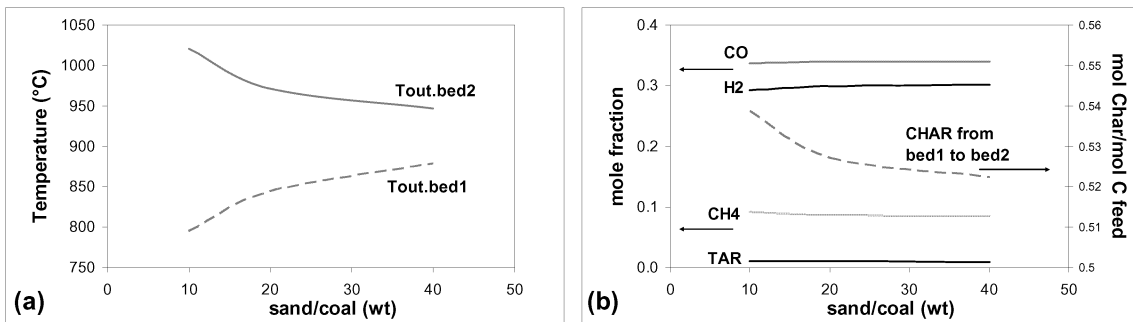 1050
1000
950
900
850
800
750
0
10
20
30
40
50
Temperature (°C)
sand/coal (wt)
Tout.bed2
Tout.bed1
(a)
0.4
0.3
0.2
0.1
0.0
0
10
20
30
40
50
mole fraction
sand/coal (wt)
CO
H2
CHAR from
bed1 to bed2
CH4
TAR
0.56
0.55
0.54
0.53
0.52
0.51
0.5
mol Char/mol C feed
(b)